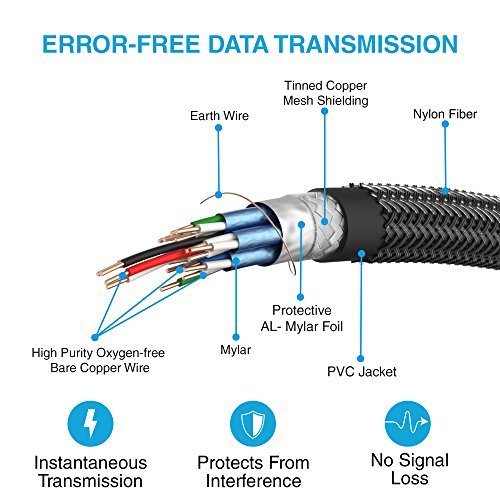 ERROR-FREE DATA TRANSMISSION
Tinned Copper
Mesh Shielding
Earth Wire
Nylon Fiber
Protective
AL- Mylar Foil
High Purity Oxygen-free
Bare Copper Wire
Mylar
PVC Jacket
Instantaneous
Transmission
Protects From
Interference
No Signal
Loss